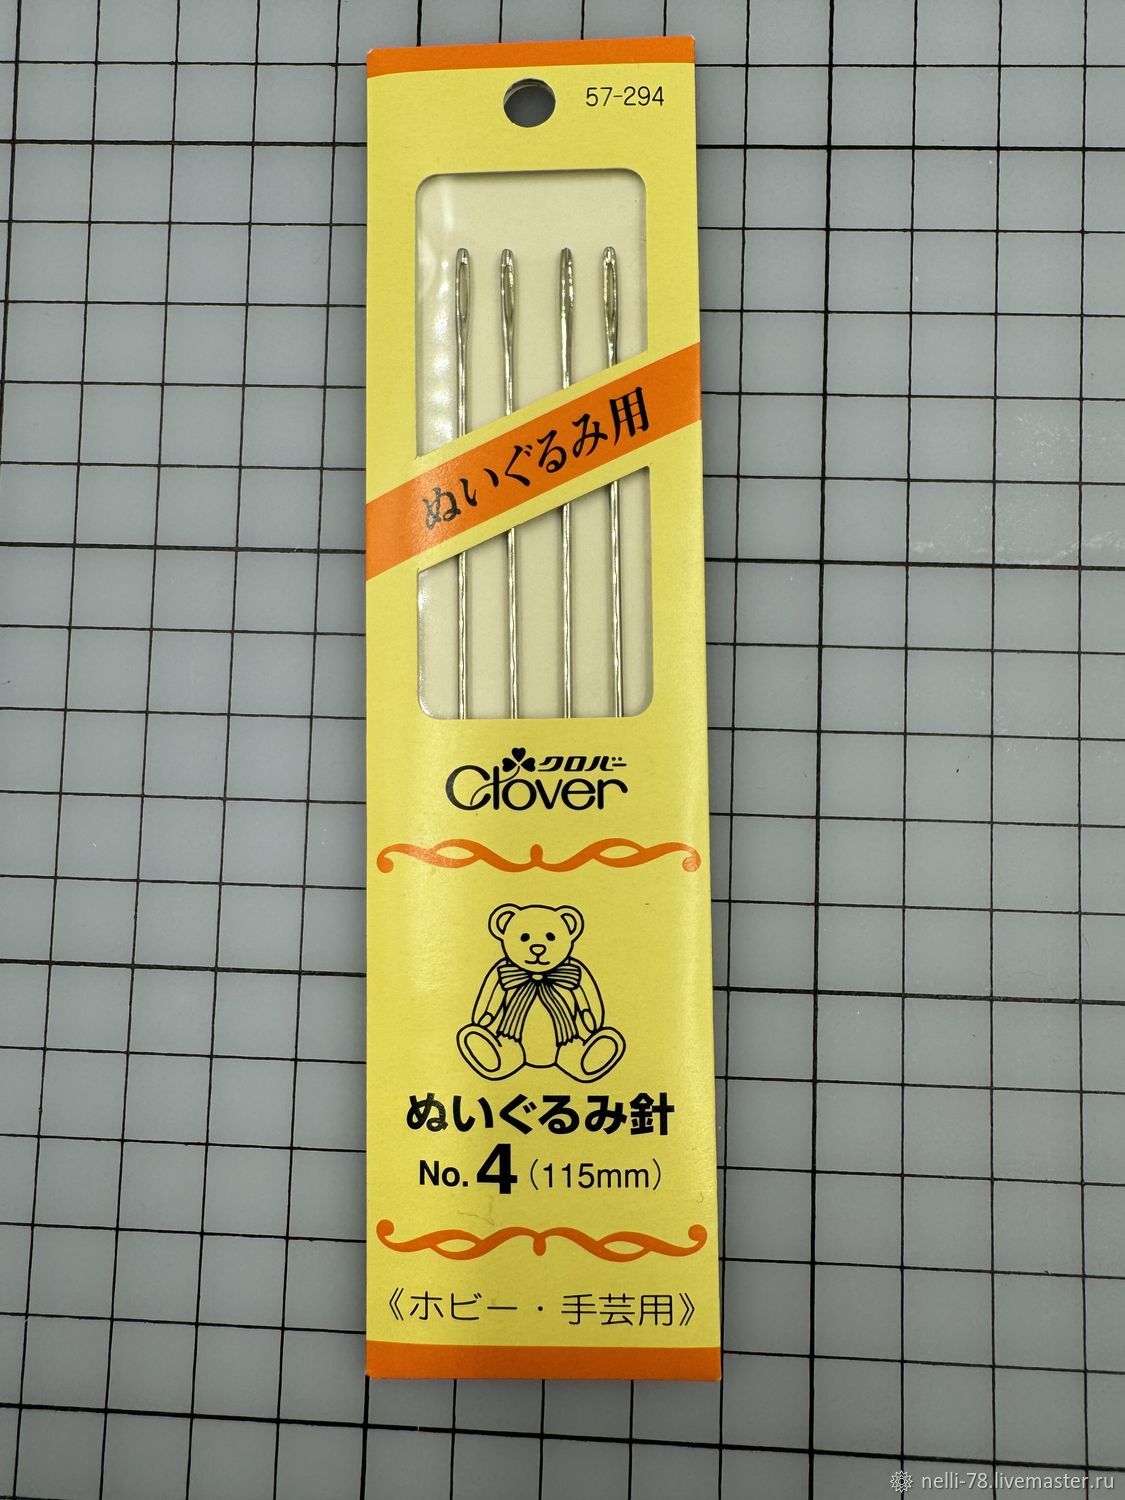 57-294
ぬいぐるみ用
クロバー
Clover
ぬいぐるみ針
No.4(115mm)
《ホビー・手芸用》
nelli-78.livemaster.ru